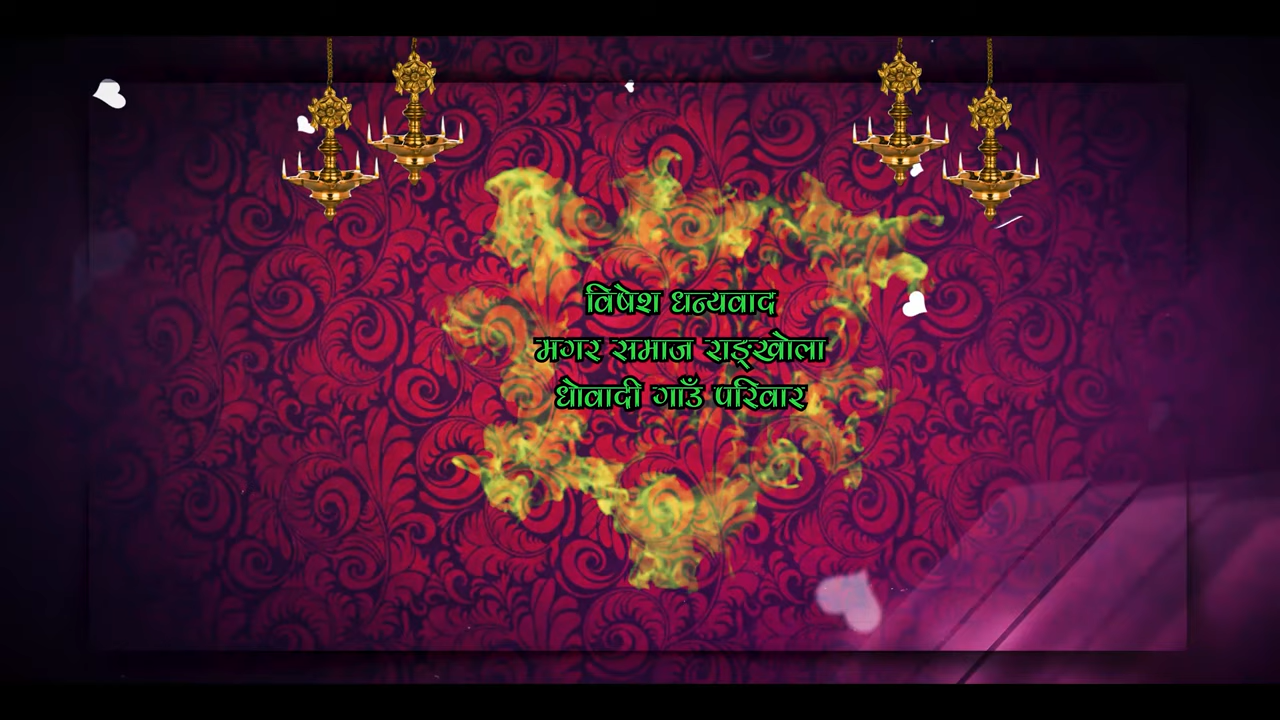 विषेश धन्यवाद
मगर समाज राङ्खोला
धोवादी गाउँ परिवार